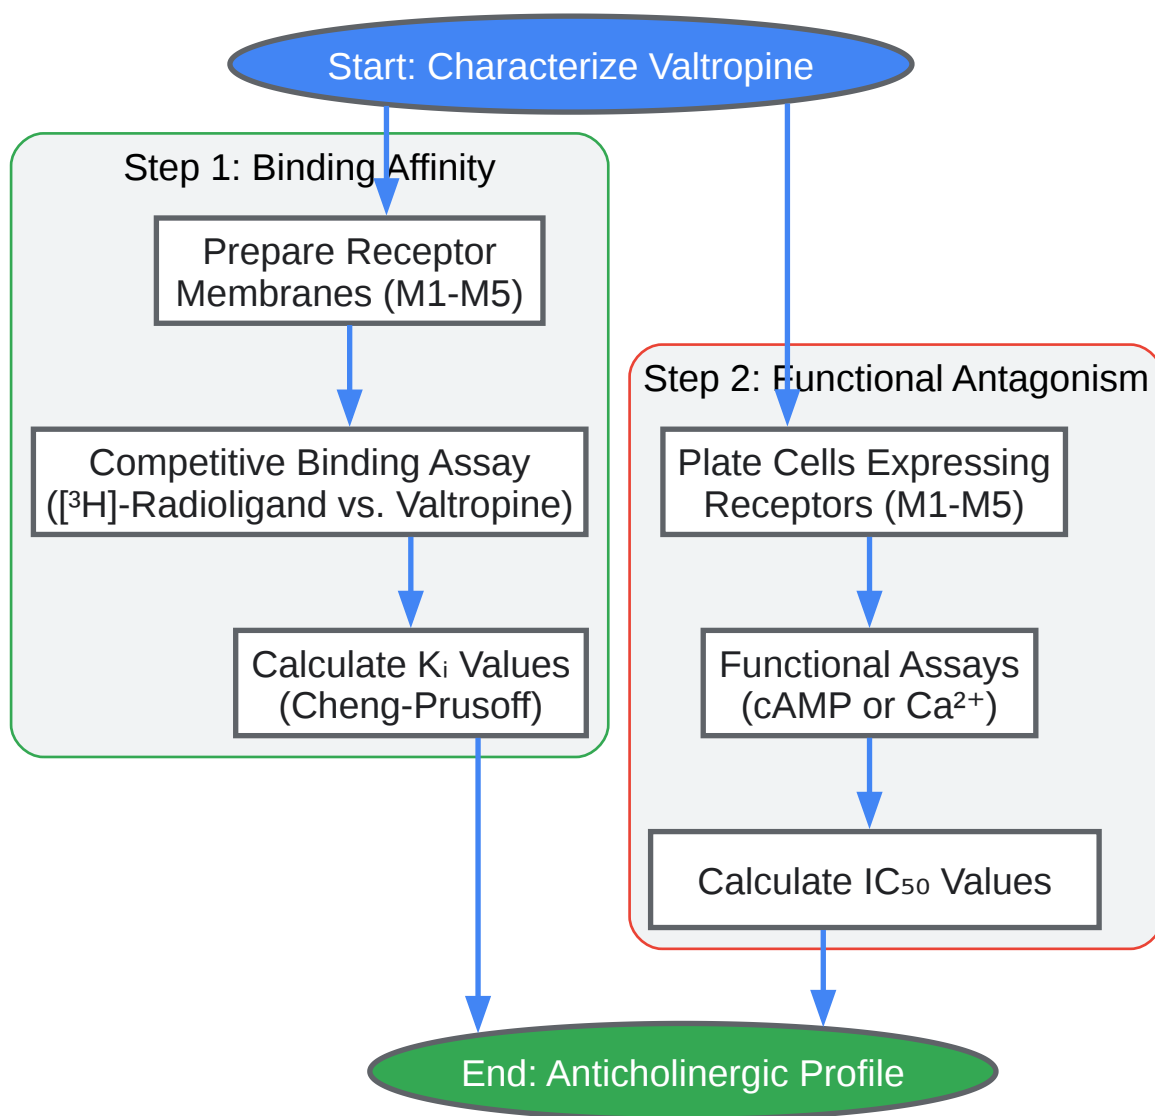 Start: Characterize Valtropine
Step 1: Binding Affinity
Prepare Receptor
Membranes (M1-M5)
Competitive Binding Assay
([³H]-Radioligand vs. Valtropine)
Calculate Kᵢ Values
(Cheng-Prusoff)
Step 2: Functional Antagonism
Plate Cells Expressing
Receptors (M1-M5)
Functional Assays
(cAMP or Ca²⁺)
Calculate IC₅₀ Values
End: Anticholinergic Profile